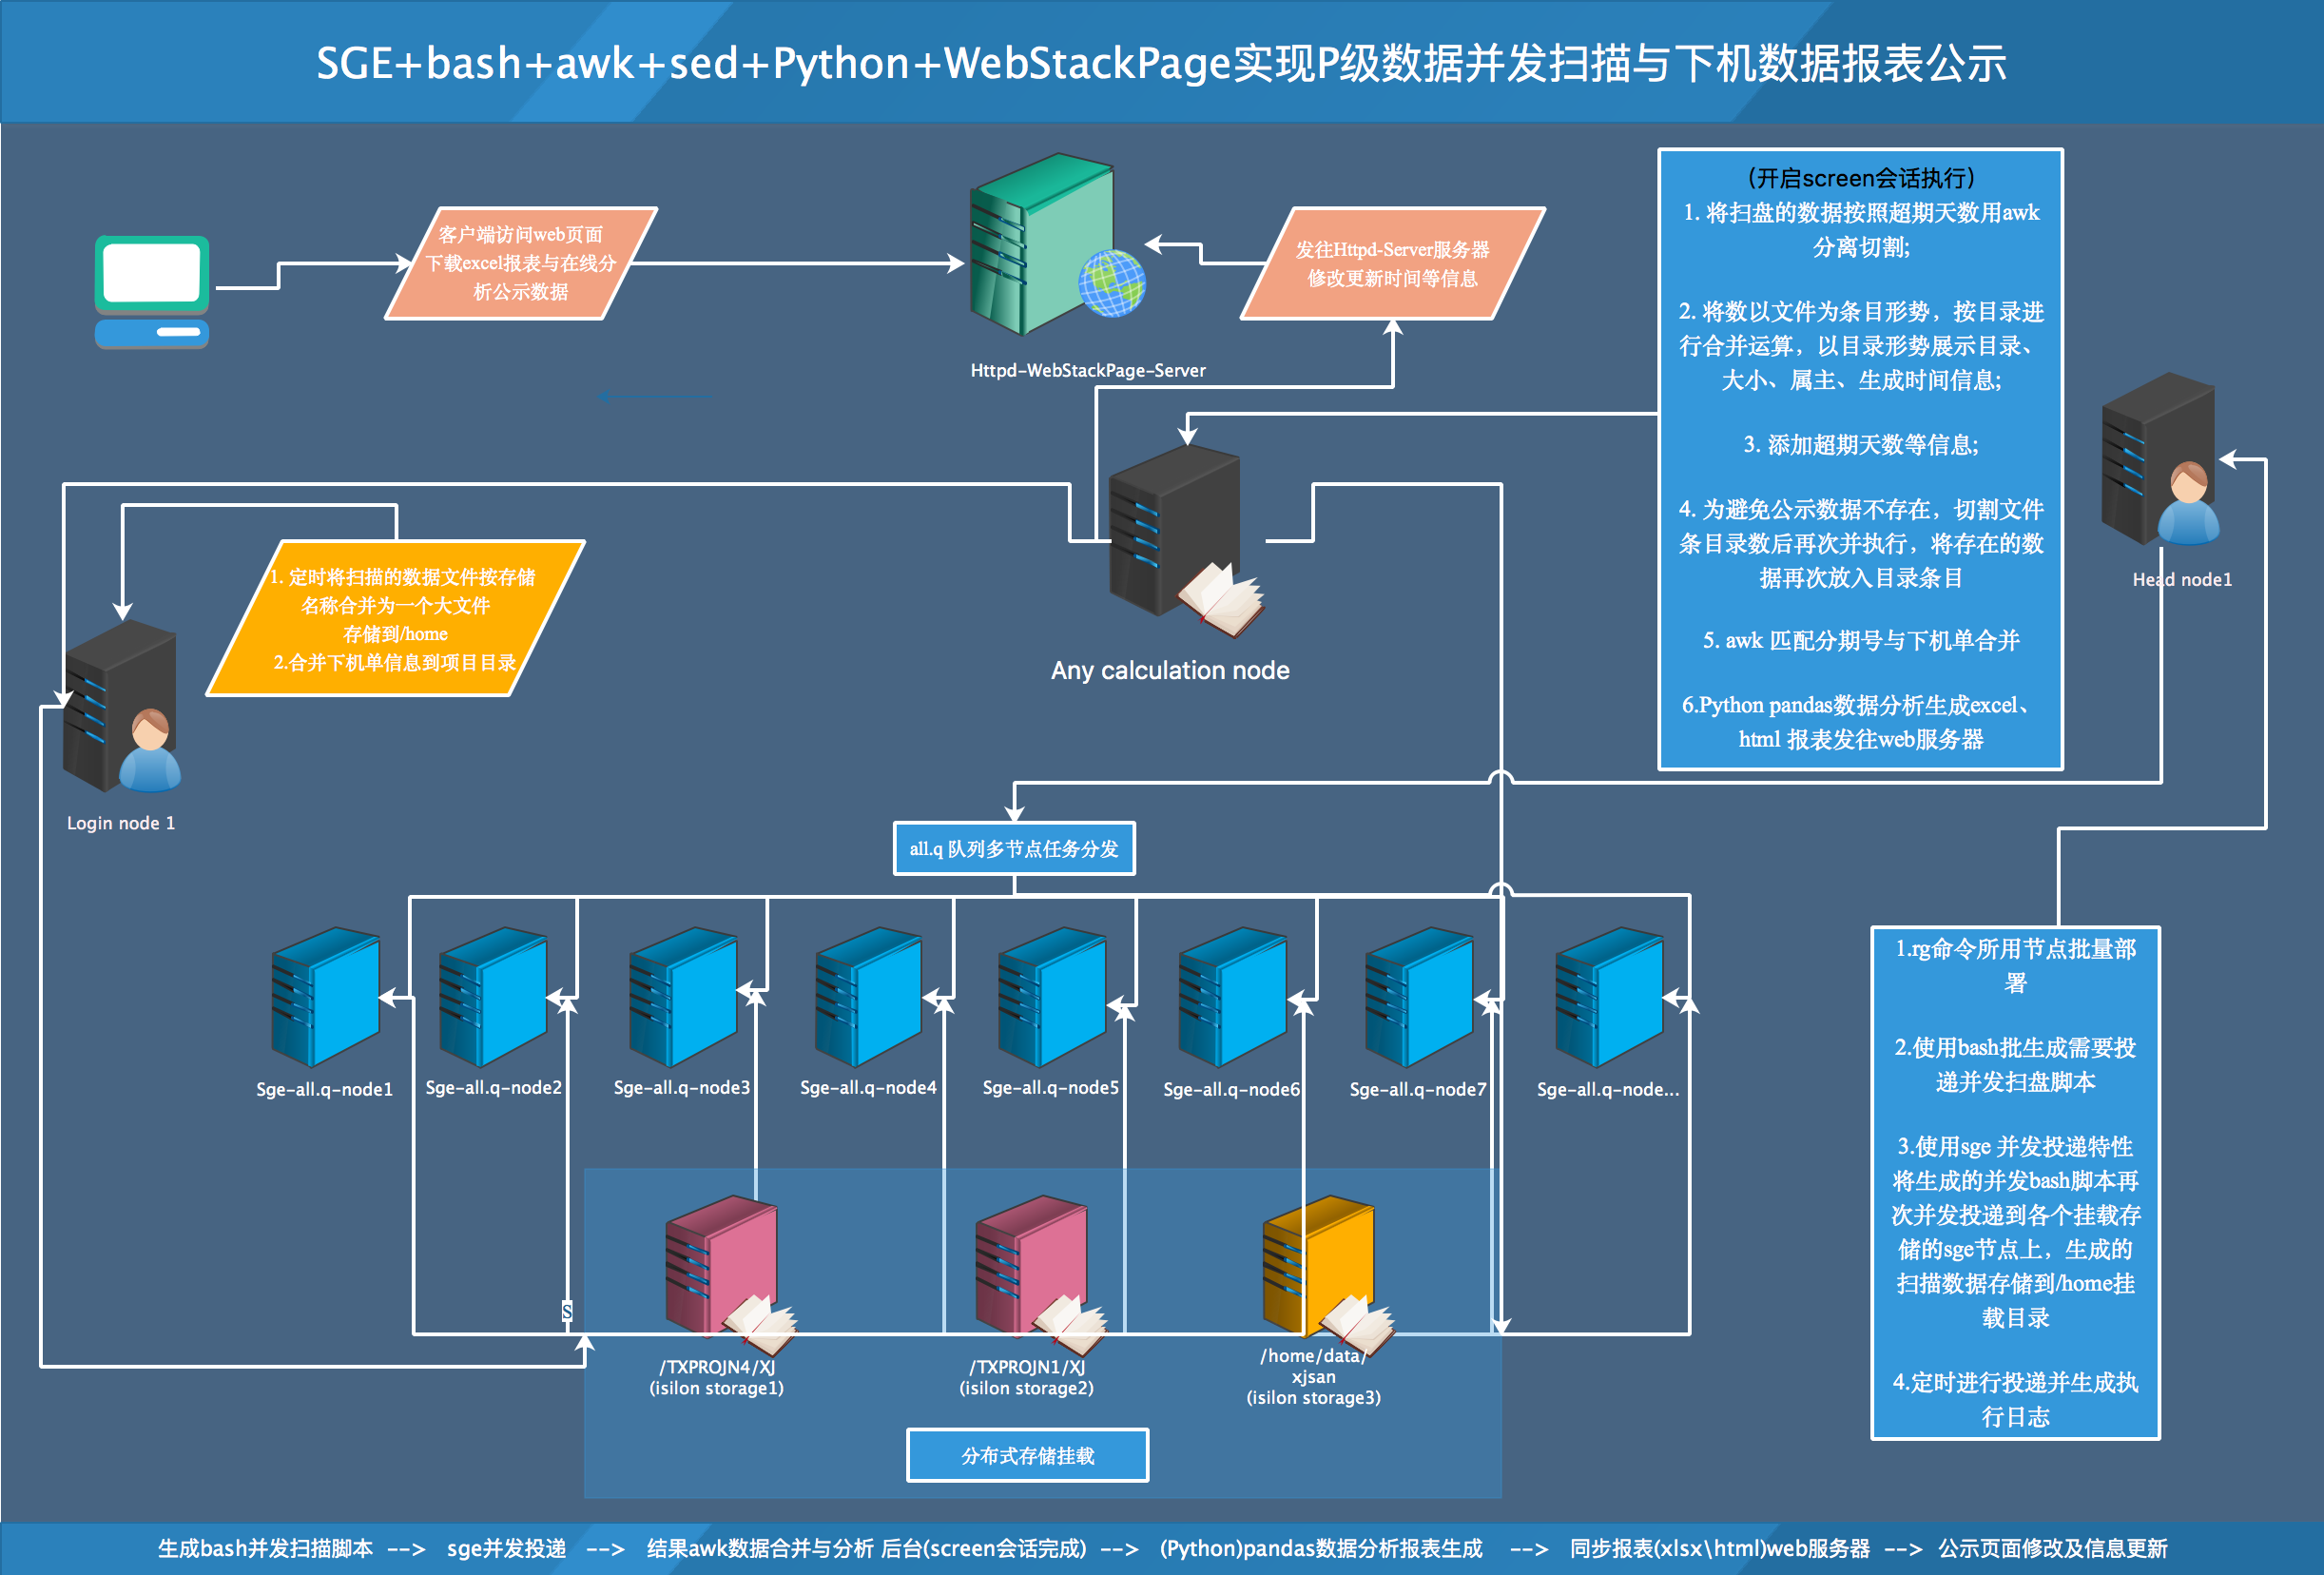 SGE+bash+awk+sed+Python+WebStackPage实现P级数据并发扫描与下机数据报表公示
客户端访问web页面
下载excel报表与在线分
析公示数据
Httpd-WebStackPage-Server
发往Httpd-Server服务器
修改更新时间等信息
(开启screen会话执行)
1. 将扫盘的数据按照超期天数用awk
分离切割;
2. 将数以文件为条目形势，按目录进
行合并运算，以目录形势展示目录、
大小、属主、生成时间信息;
3. 添加超期天数等信息;
4. 为避免公示数据不存在，切割文件
条目录数后再次并执行，将存在的数
据再次放入目录条目
5. awk 匹配分期号与下机单合并
6.Python pandas数据分析生成excel、
html 报表发往web服务器
Head node1
1. 定时将扫描的数据文件按存储
名称合并为一个大文件
存储到/home
2.合并下机单信息到项目目录
Any calculation node
Login node 1
all.q 队列多节点任务分发
Sge-all.q-node1
Sge-all.q-node2
Sge-all.q-node3
Sge-all.q-node4
Sge-all.q-node5
Sge-all.q-node6
Sge-all.q-node7
Sge-all.q-node...
1.rg命令所用节点批量部
署
2.使用bash批生成需要投
递并发扫盘脚本
3.使用sge 并发投递特性
将生成的并发bash脚本再
次并发投递到各个挂载存
储的sge节点上，生成的
扫描数据存储到/home挂
载目录
4.定时进行投递并生成执
行日志
S
/TXPROJN4/XJ
(isilon storage1)
/TXPROJN1/XJ
(isilon storage2)
/home/data/
xjsan
(isilon storage3)
分布式存储挂载
生成bash并发扫描脚本 --> sge并发投递 --> 结果awk数据合并与分析 后台(screen会话完成) --> (Python)pandas数据分析报表生成 --> 同步报表(xlsx\html)web服务器 --> 公示页面修改及信息更新